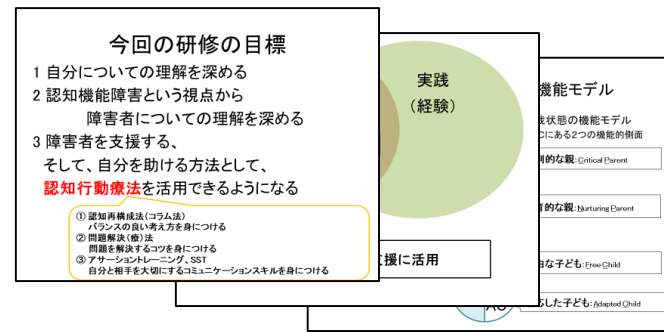 今回の研修の目標
1 自分についての理解を深める
2 認知機能障害という視点から
障害者についての理解を深める
3 障害者を支援する、
そして、自分を助ける方法として、
認知行動療法を活用できるようになる
① 認知再構成法(コラム法)
バランスの良い考え方を身につける
② 問題解決(療)法
問題を解決するコツを身につける
③ アサーショントレーニング、SST
自分と相手を大切にするコミュニケーションスキルを身につける
実践
(経験)
援に活用
機能モデル
状態の機能モデル
にある2つの機能的側面
的な親:Critical Parent
的な親:Nurturing Parent
な子ども:Free Child
した子ども:Adapted Child
AC